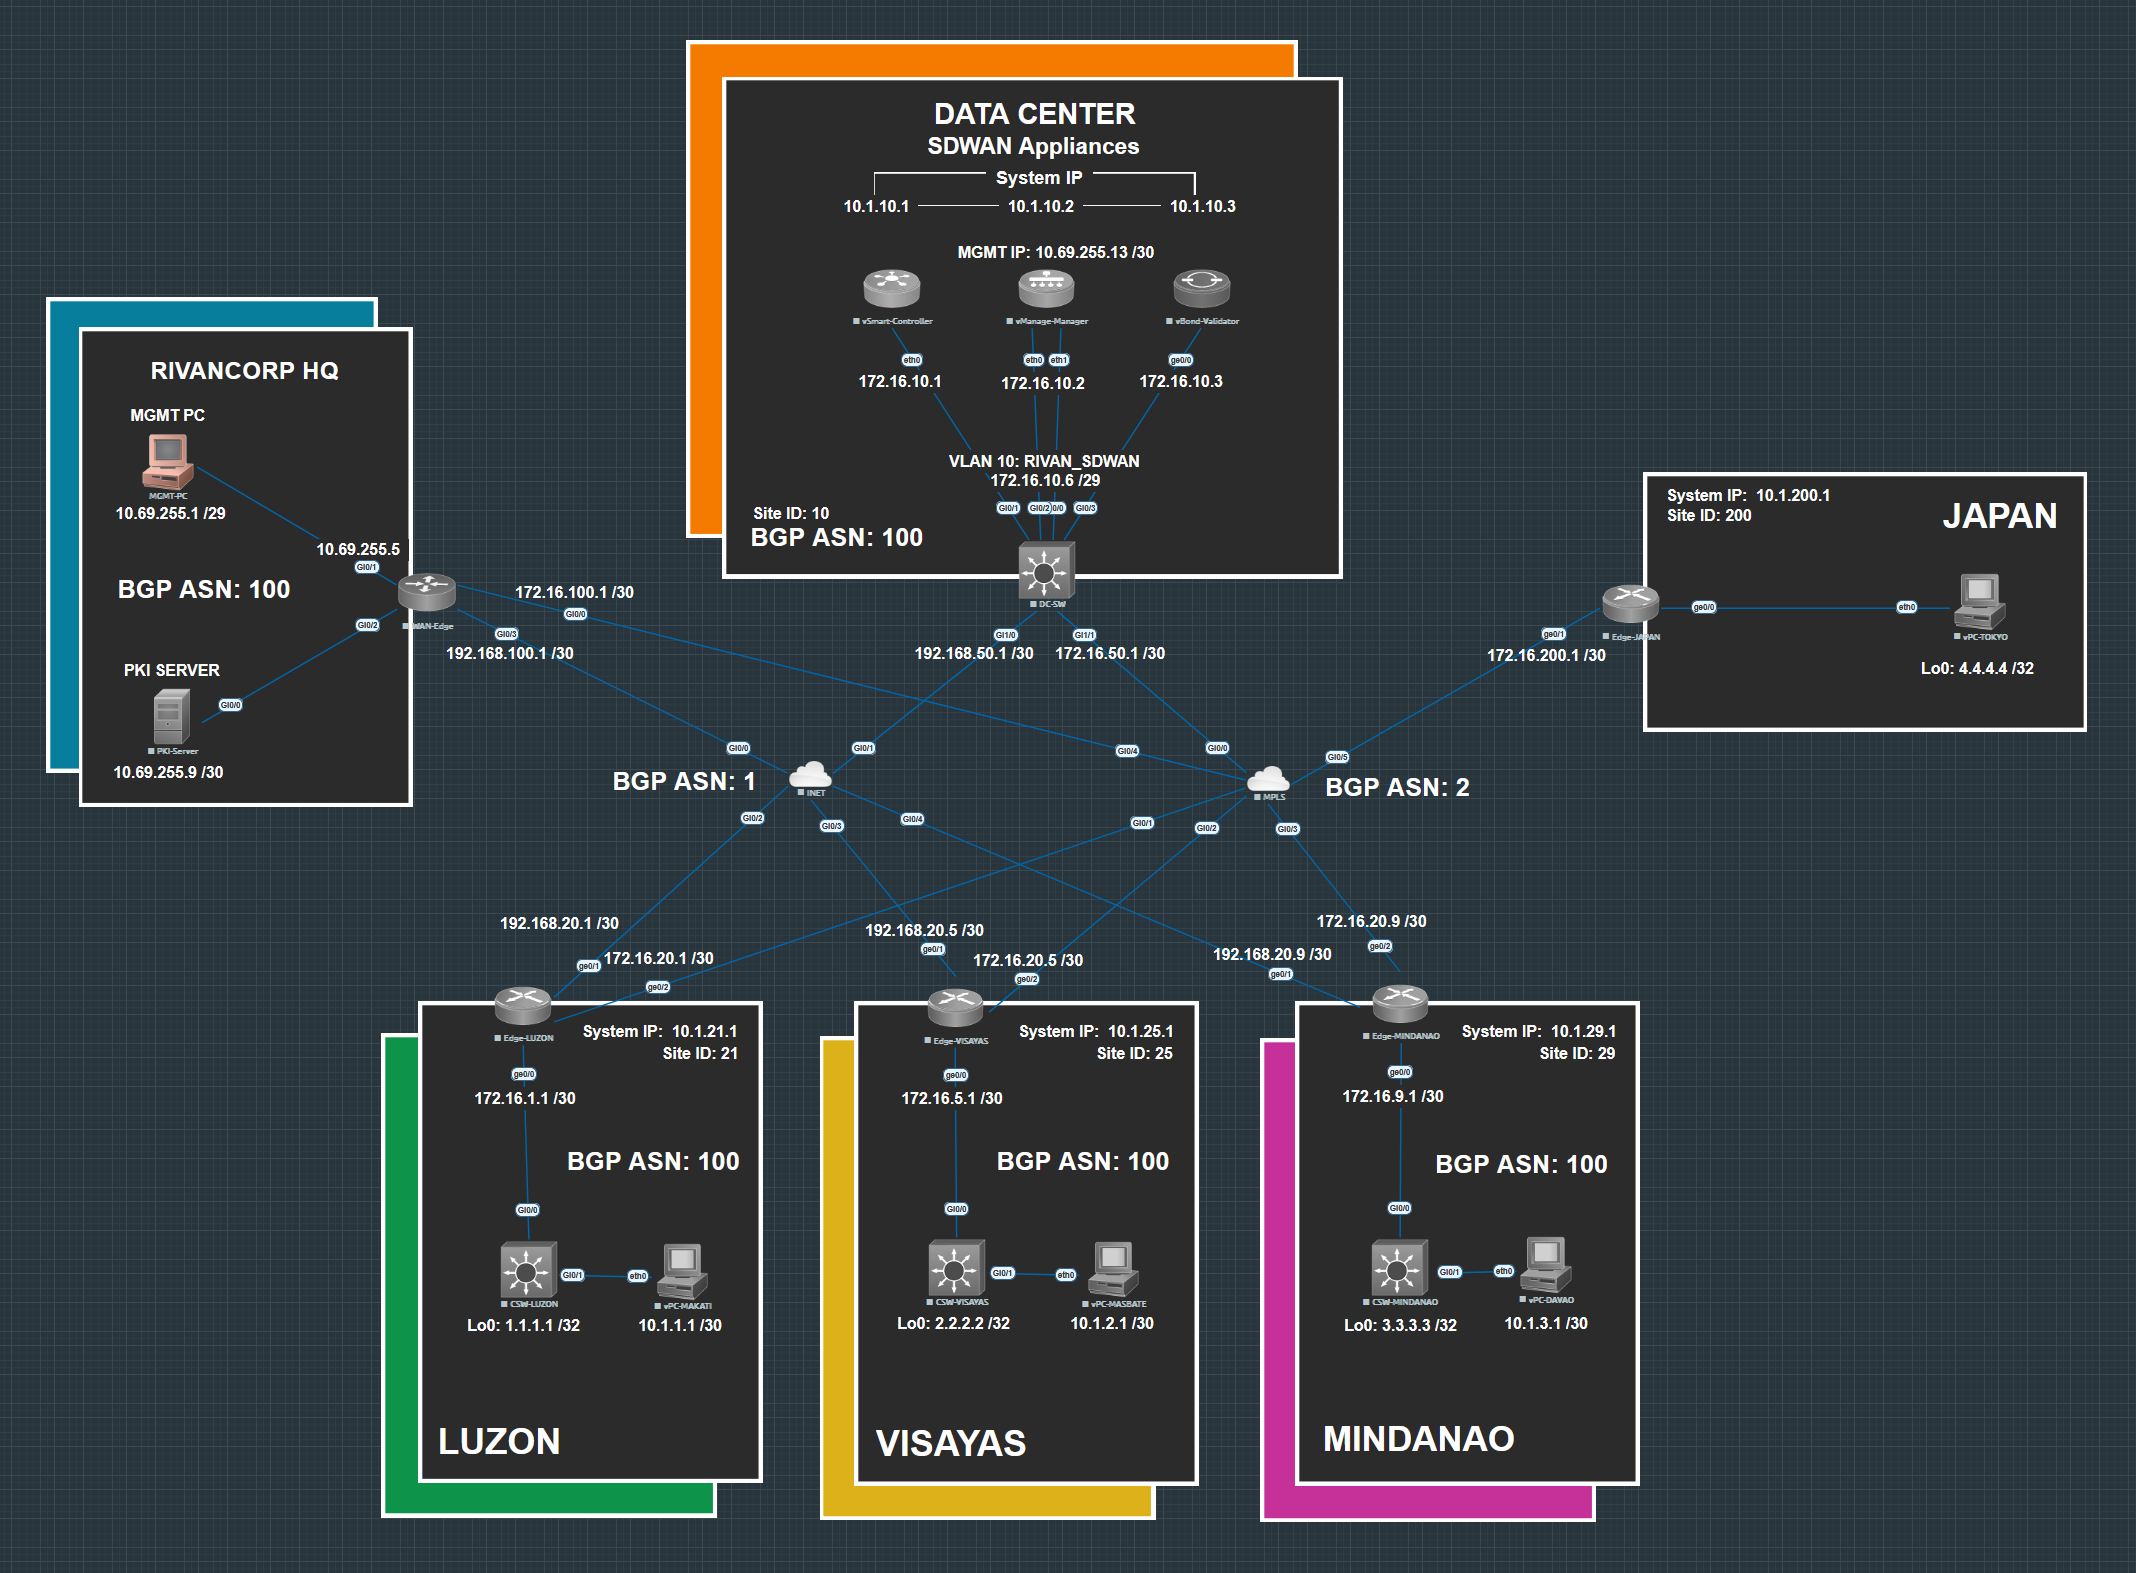 DATA CENTER
SDWAN Appliances
System IP
10.1.10.1
10.1.10.2
10.1.10.3
MGMT IP: 10.69.255.13 /30
vSmart-Controller
vManage-Manager
vBond-Validator
eth0
eth0
eth1
ge0/0
172.16.10.1
172.16.10.2
172.16.10.3
VLAN 10: RIVAN_SDWAN
172.16.10.6 /29
Gi0/1
Gi0/2
0/0
Gi0/3
Site ID: 10
BGP ASN: 100
DC-SW
Gi1/0
Gi1/1
192.168.50.1 /30
172.16.50.1 /30
RIVANCORP HQ
MGMT PC
MGMT-PC
10.69.255.1 /29
10.69.255.5
Gi0/1
BGP ASN: 100
WAN-Edge
Gi0/2
PKI SERVER
Gi0/0
PKI-Server
10.69.255.9 /30
172.16.100.1 /30
Gi0/0
Gi0/3
192.168.100.1 /30
System IP: 10.1.200.1
Site ID: 200
JAPAN
Edge-JAPAN
ge0/0
eth0
vPC-TOKYO
Lo0: 4.4.4.4 /32
ge0/1
172.16.200.1 /30
Gi0/0
Gi0/1
BGP ASN: 1
INET
Gi0/2
Gi0/3
Gi0/4
Gi0/4
Gi0/0
Gi0/5
MPLS
BGP ASN: 2
Gi0/1
Gi0/2
Gi0/3
192.168.20.1 /30
ge0/1
172.16.20.1 /30
ge0/2
192.168.20.5 /30
ge0/1
172.16.20.5 /30
ge0/2
172.16.20.9 /30
ge0/2
192.168.20.9 /30
ge0/1
Edge-LUZON
System IP: 10.1.21.1
Site ID: 21
ge0/0
172.16.1.1 /30
BGP ASN: 100
Gi0/0
Gi0/1
eth0
CSW-LUZON
vPC-MAKATI
Lo0: 1.1.1.1 /32
10.1.1.1 /30
LUZON
Edge-VISAYAS
System IP: 10.1.25.1
Site ID: 25
ge0/0
172.16.5.1 /30
BGP ASN: 100
Gi0/0
Gi0/1
eth0
CSW-VISAYAS
vPC-MASBATE
Lo0: 2.2.2.2 /32
10.1.2.1 /30
VISAYAS
Edge-MINDANAO
System IP: 10.1.29.1
Site ID: 29
ge0/0
172.16.9.1 /30
BGP ASN: 100
Gi0/0
Gi0/1
eth0
CSW-MINDANAO
vPC-DAVAO
Lo0: 3.3.3.3 /32
10.1.3.1 /30
MINDANAO